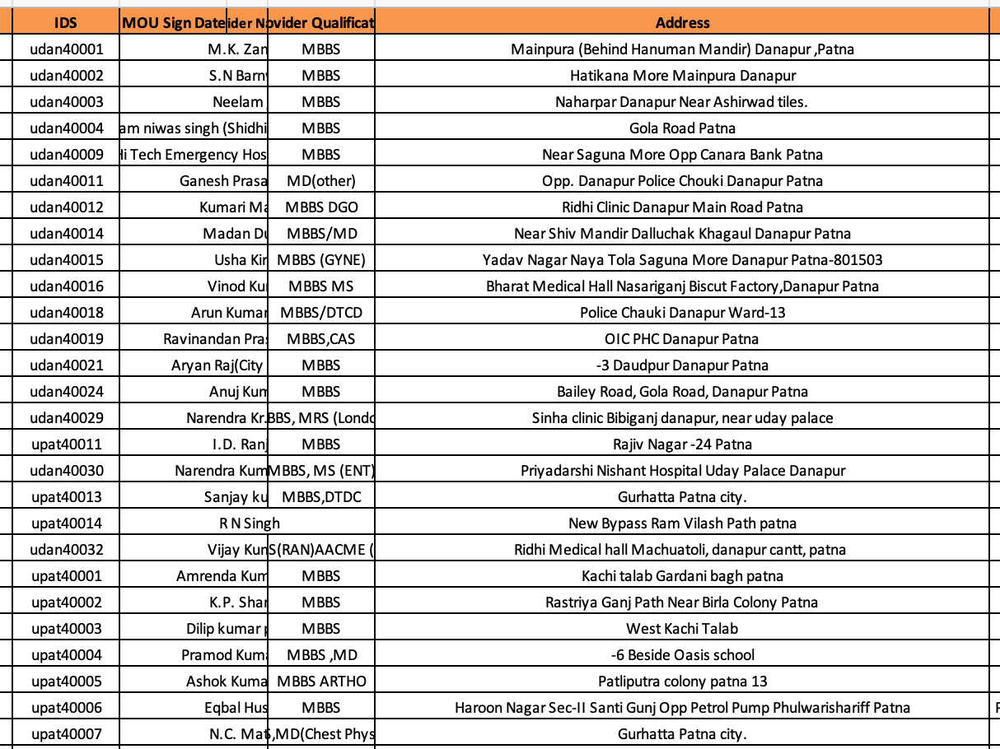 IDS MOU Sign Date ider Na ovider Qualificat Address
udan40001 M.K. Zam MBBS Mainpura (Behind Hanuman Mandir) Danapur ,Patna
udan40002 S.N Barnw MBBS Hatikana More Mainpura Danapur
udan40003 Neelam MBBS Naharpar Danapur Near Ashirwad tiles.
udan40004 am niwas singh (Shidhi MBBS Gola Road Patna
udan40009 Hi Tech Emergency Hos MBBS Near Saguna More Opp Canara Bank Patna
udan40011 Ganesh Prasa MD(other) Opp. Danapur Police Chouki Danapur Patna
udan40012 Kumari Ma MBBS DGO Ridhi Clinic Danapur Main Road Patna
udan40014 Madan Du MBBS/MD Near Shiv Mandir Dalluchak Khagaul Danapur Patna
udan40015 Usha Kir MBBS (GYNE) Yadav Nagar Naya Tola Saguna More Danapur Patna-801503
udan40016 Vinod Kum MBBS MS Bharat Medical Hall Nasariganj Biscut Factory,Danapur Patna
udan40018 Arun Kumar MBBS/DTCD Police Chauki Danapur Ward-13
udan40019 Ravinandan Pras MBBS,CAS OIC PHC Danapur Patna
udan40021 Aryan Raj(City MBBS -3 Daudpur Danapur Patna
udan40024 Anuj Kum MBBS Bailey Road, Gola Road, Danapur Patna
udan40029 Narendra Kr. BBS, MRS (Londo Sinha clinic Bibiganj danapur, near uday palace
upat40011 I.D. Ranj MBBS Rajiv Nagar -24 Patna
udan40030 Narendra Kum MBBS, MS (ENT) Priyadarshi Nishant Hospital Uday Palace Danapur
upat40013 Sanjay ku MBBS,DTDC Gurhatta Patna city.
upat40014 R N Singh New Bypass Ram Vilash Path patna
udan40032 Vijay Kum S(RAN)AACME ( Ridhi Medical hall Machuatoli, danapur cantt, patna
upat40001 Amrenda Kum MBBS Kachi talab Gardani bagh patna
upat40002 K.P. Shar MBBS Rastriya Ganj Path Near Birla Colony Patna
upat40003 Dilip kumar p MBBS West Kachi Talab
upat40004 Pramod Kuma MBBS ,MD -6 Beside Oasis school
upat40005 Ashok Kuma MBBS ARTHO Patliputra colony patna 13
upat40006 Eqbal Hus MBBS Haroon Nagar Sec-II Santi Gunj Opp Petrol Pump Phulwarishariff Patna
upat40007 N.C. Mat S,MD(Chest Phys Gurhatta Patna city.